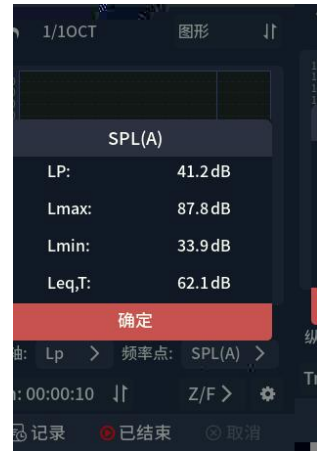 1/1OCT 图形
SPL(A)
LP: 41.2dB
Lmax: 87.8dB
Lmin: 33.9dB
Leq,T: 62.1dB
确定
轴: Lp > 频率点: SPL(A) >
: 00:00:10 Z/F >
记录 已结束 取消